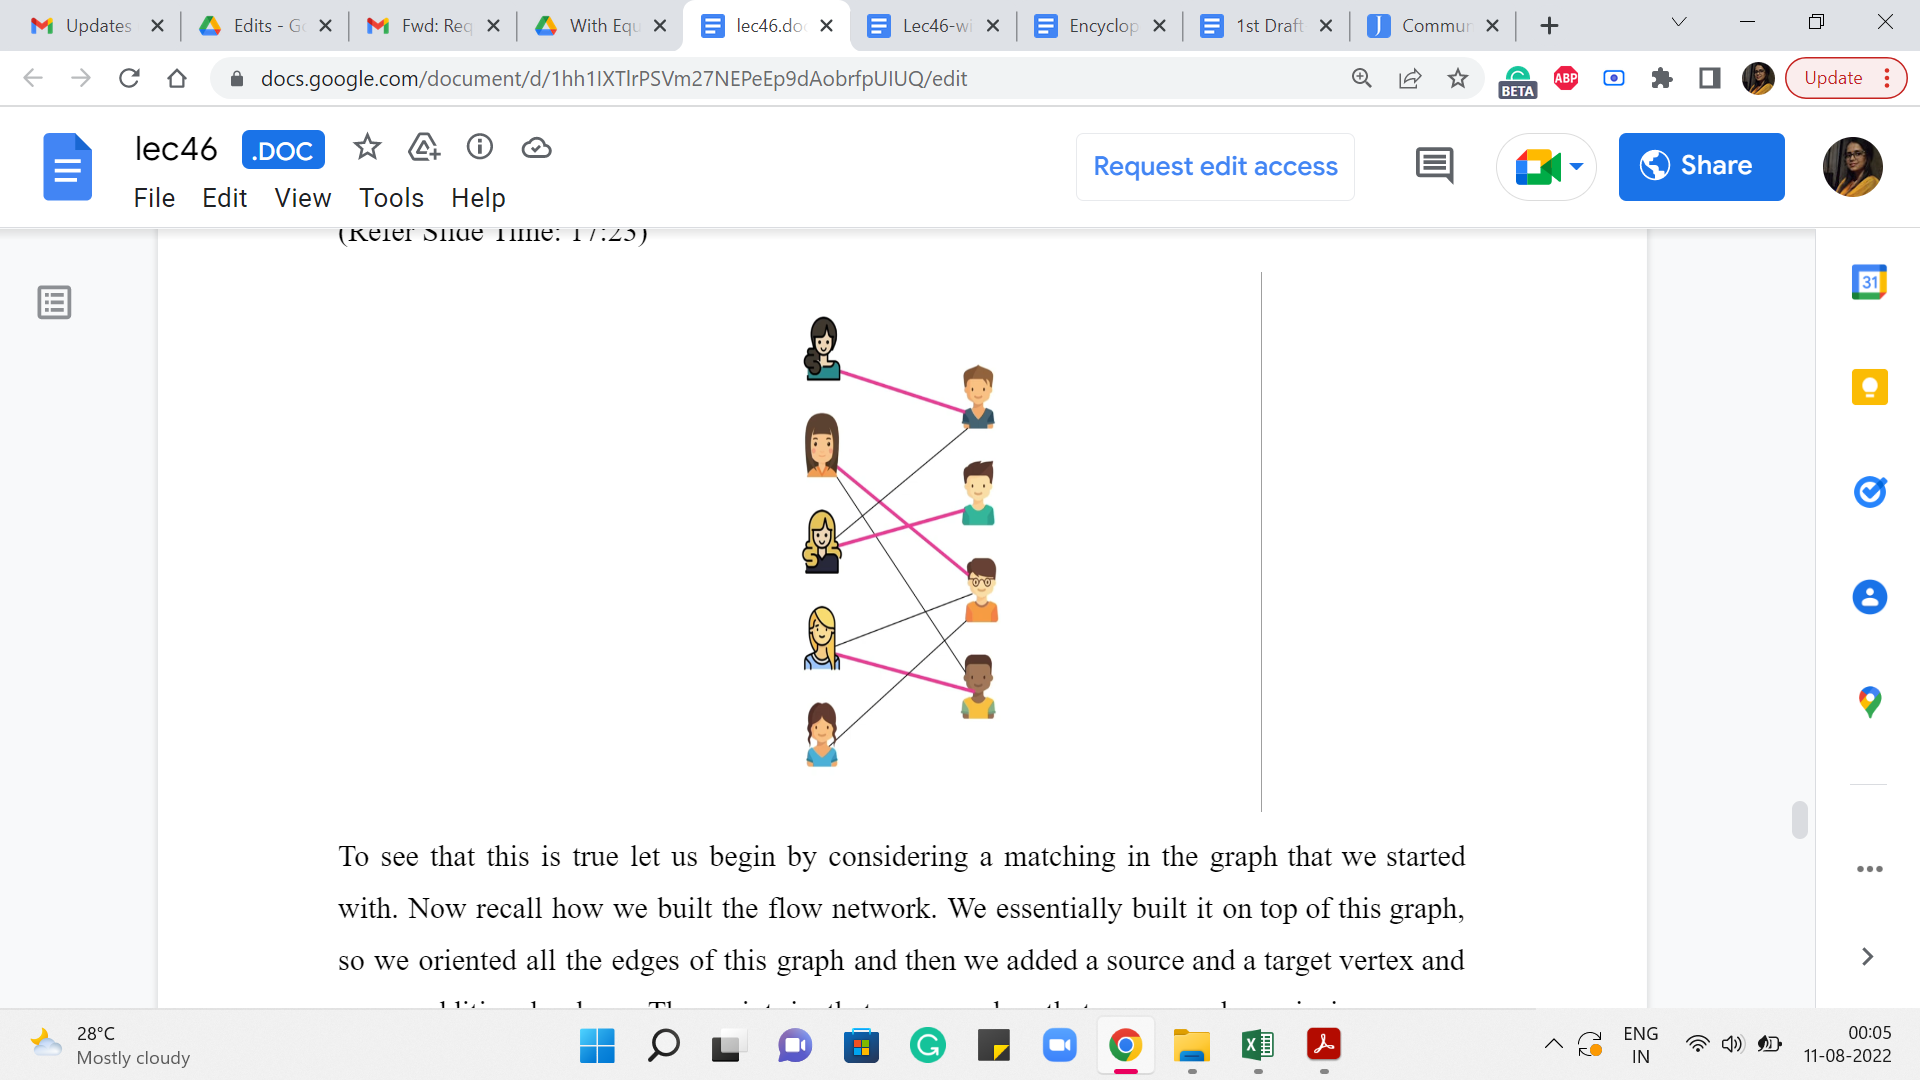 Updates
Edits - Go
Fwd: Req
With Equ
lec46.doc
Lec46-wi
Encyclop
1st Draft
Commun
docs.google.com/document/d/1hh1IXTlrPSVm27NEPeEp9dAobrfpUIUQ/edit
BETA
ABP
Update
lec46
.DOC
Request edit access
Share
File Edit View Tools Help
31
(Refer Slide Time: 17:23)
To see that this is true let us begin by considering a matching in the graph that we started
with. Now recall how we built the flow network. We essentially built it on top of this graph,
so we oriented all the edges of this graph and then we added a source and a target vertex and
28°C
Mostly cloudy
ENG
IN
00:05
11-08-2022